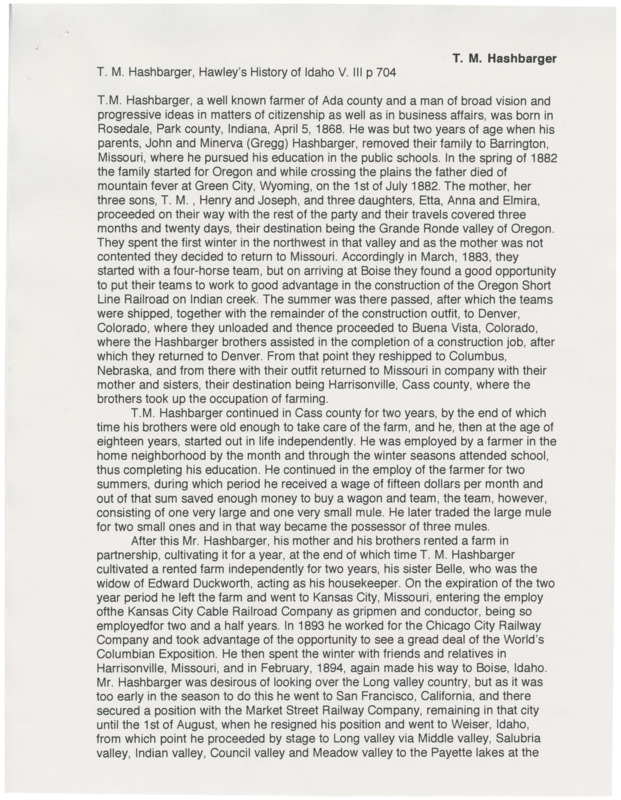 T. M. Hashbarger
T. M. Hashbarger, Hawley's History of Idaho V. III p 704
T.M. Hashbarger, a well known farmer of Ada county and a man of broad vision and
progressive ideas in matters of citizenship as well as in business affairs, was born in
Rosedale, Park county, Indiana, April 5, 1868. He was but two years of age when his
parents, John and Minerva (Gregg) Hashbarger, removed their family to Barrington,
Missouri, where he pursued his education in the public schools. In the spring of 1882
the family started for Oregon and while crossing the plains the father died of
mountain fever at Green City, Wyoming, on the 1st of July 1882. The mother, her
three sons, T. M. , Henry and Joseph, and three daughters, Etta, Anna and Elmira,
proceeded on their way with the rest of the party and their travels covered three
months and twenty days, their destination being the Grande Ronde valley of Oregon.
They spent the first winter in the northwest in that valley and as the mother was not
contented they decided to return to Missouri. Accordingly in March, 1883, they
started with a four-horse team, but on arriving at Boise they found a good opportunity
to put their teams to work to good advantage in the construction of the Oregon Short
Line Railroad on Indian creek. The summer was there passed, after which the teams
were shipped, together with the remainder of the construction outfit, to Denver,
Colorado, where they unloaded and thence proceeded to Buena Vista, Colorado,
where the Hashbarger brothers assisted in the completion of a construction job, after
which they returned to Denver. From that point they reshipped to Columbus,
Nebraska, and from there with their outfit returned to Missouri in company with their
mother and sisters, their destination being Harrisonville, Cass county, where the
brothers took up the occupation of farming.
T.M. Hashbarger continued in Cass county for two years, by the end of which
time his brothers were old enough to take care of the farm, and he, then at the age of
eighteen years, started out in life independently. He was employed by a farmer in the
home neighborhood by the month and through the winter seasons attended school,
thus completing his education. He continued in the employ of the farmer for two
summers, during which period he received a wage of fifteen dollars per month and
out of that sum saved enough money to buy a wagon and team, the team, however,
consisting of one very large and one very small mule. He later traded the large mule
for two small ones and in that way became the possessor of three mules.
After this Mr. Hashbarger, his mother and his brothers rented a farm in
partnership, cultivating it for a year, at the end of which time T. M. Hashbarger
cultivated a rented farm independently for two years, his sister Belle, who was the
widow of Edward Duckworth, acting as his housekeeper. On the expiration of the two
year period he left the farm and went to Kansas City, Missouri, entering the employ
ofthe Kansas City Cable Railroad Company as gripmen and conductor, being so
employedfor two and a half years. In 1893 he worked for the Chicago City Railway
Company and took advantage of the opportunity to see a gread deal of the World's
Columbian Exposition. He then spent the winter with friends and relatives in
Harrisonville, Missouri, and in February, 1894, again made his way to Boise, Idaho.
Mr. Hashbarger was desirous of looking over the Long valley country, but as it was
too early in the season to do this he went to San Francisco, California, and there
secured a position with the Market Street Railway Company, remaining in that city
until the 1st of August, when he resigned his position and went to Weiser, Idaho,
from which point he proceeded by stage to Long valley via Middle valley, Salubria
valley, Indian valley, Council valley and Meadow valley to the Payette lakes at the